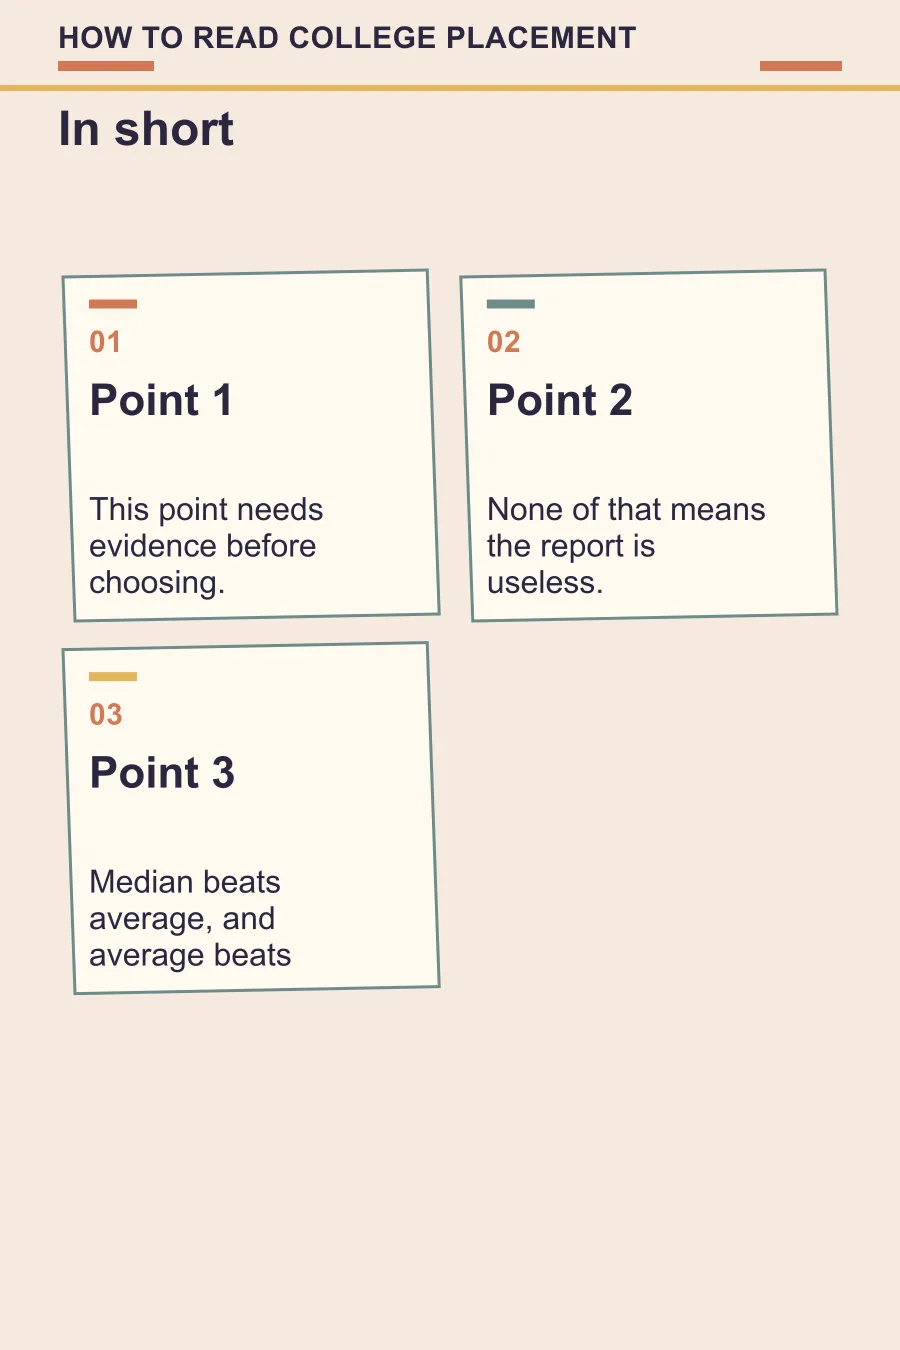 HOW TO READ COLLEGE PLACEMENT
In short
01
Point 1
This point needs
evidence before
choosing.
02
Point 2
None of that means
the report is
useless.
03
Point 3
Median beats
average, and
average beats